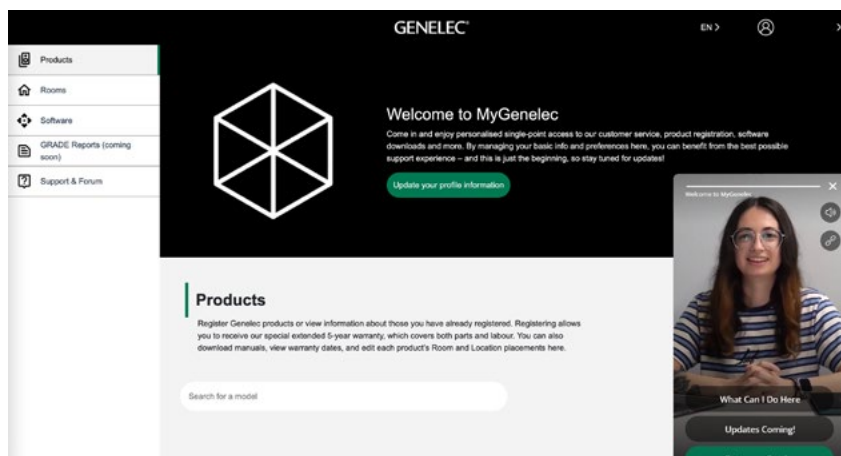 GENELEC®
EN >
Products
Rooms
Software
GRADE Reports (coming
soon)
Support & Forum
Welcome to MyGenelec
Come in and enjoy personalised single-point access to our customer service, product registration, software
downloads and more. By managing your basic info and preferences here, you can benefit from the best possible
support experience – and this is just the beginning, so stay tuned for updates!
Update your profile information
Welcome to MyGenelec
Products
Register Genelec products or view information about those you have already registered. Registering allows
you to receive our special extended 5-year warranty, which covers both parts and labour. You can also
download manuals, view warranty dates, and edit each product's Room and Location placements here.
Search for a model
What Can I Do Here
Updates Coming!